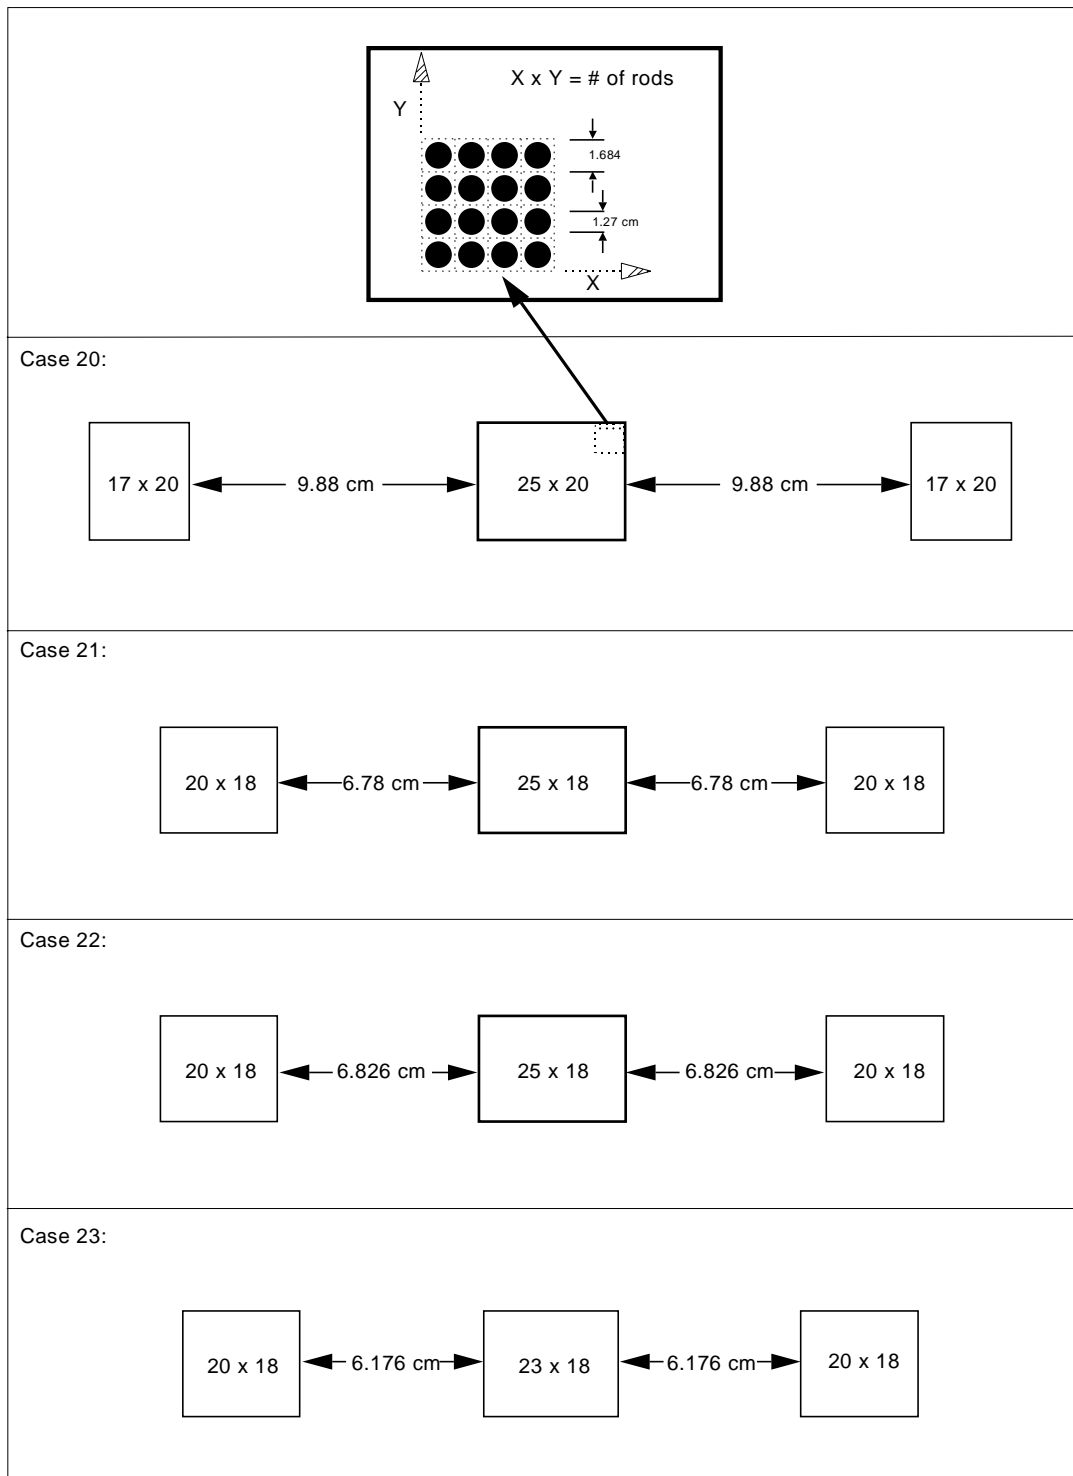 X x Y = # of rods
Y
1.684
1.27 cm
X
Case 20:
17 x 20 9.88 cm 25 x 20 9.88 cm 17 x 20
Case 21:
20 x 18 6.78 cm 25 x 18 6.78 cm 20 x 18
Case 22:
20 x 18 6.826 cm 25 x 18 6.826 cm 20 x 18
Case 23:
20 x 18 6.176 cm 23 x 18 6.176 cm 20 x 18